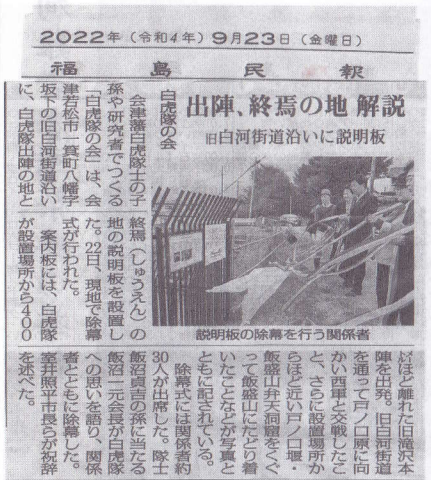 2022年（令和4年）9月23日（金曜日）
福島民報
出陣、終焉の地 解説
旧白河街道沿いに説明板
白虎隊の会
会津藩白虎隊士の子
孫や研究者でつくる
「白虎隊の会」は、会
津若松市一箕町八幡字
坂下の旧白河街道沿い
に、白虎隊出陣の地と
終焉（しゅうえん）の
地の説明板を設置し
た。22日、現地で除幕
式が行われた。
案内板には、白虎隊
が設置場所から400
㍍ほど離れた旧滝沢本
陣を出発。旧白河街道
を通って戸ノ口原に向
かい西軍と交戦したこ
と、さらに設置場所か
らほど近い戸ノ口堰・
飯盛山弁天洞窟をくぐ
って飯盛山にたどり着
いたことなどが写真と
ともに記されている。
除幕式には関係者約
30人が出席した。隊士
飯沼貞吉の孫に当たる
飯沼一元会長が白虎隊
への思いを語り、関係
者とともに除幕した。
室井照平市長らが祝辞
を述べた。
説明板の除幕を行う関係者